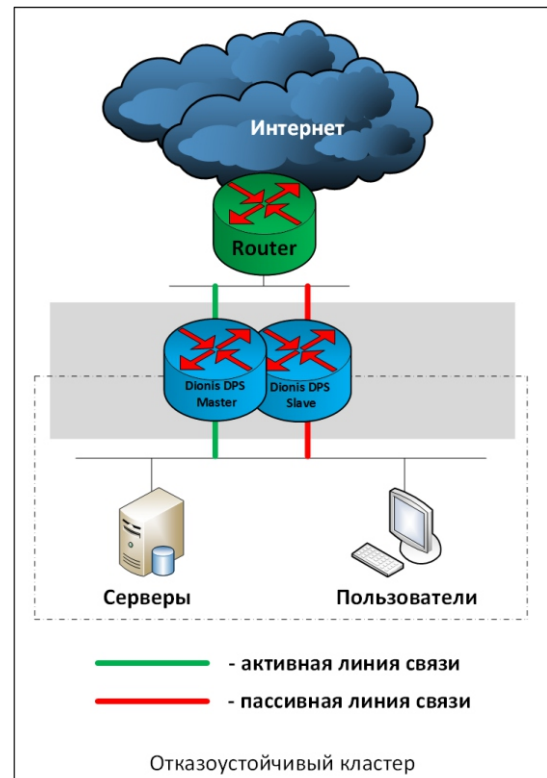 Интернет
Router
Dionis DPS
Master
Dionis DPS
Slave
Серверы
Пользователи
- активная линия связи
- пассивная линия связи
Отказоустойчивый кластер